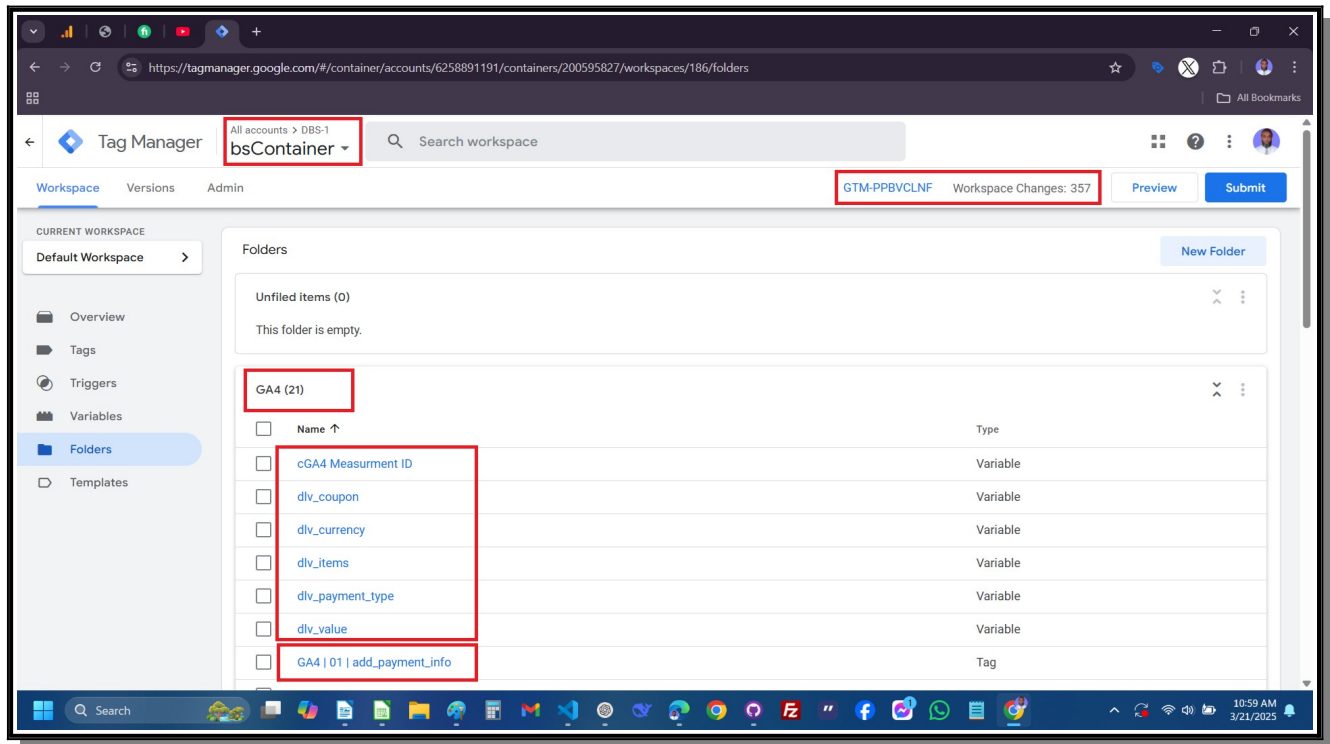 https://tagmanager.google.com/#/container/accounts/6258891191/containers/200595827/workspaces/186/folders
All Bookmarks
Tag Manager
All accounts > DBS-1
bsContainer
Search workspace
Workspace Versions Admin
GTM-PPBVCLNF Workspace Changes: 357 Preview Submit
CURRENT WORKSPACE
Default Workspace
Overview
Tags
Triggers
Variables
Folders
Templates
Folders
New Folder
Unfiled items (0)
This folder is empty.
GA4 (21)
Name Type
cGA4 Measurment ID Variable
dlv_coupon Variable
dlv_currency Variable
dlv_items Variable
dlv_payment_type Variable
dlv_value Variable
GA4 | 01 | add_payment_info Tag
Search
10:59 AM
3/21/2025